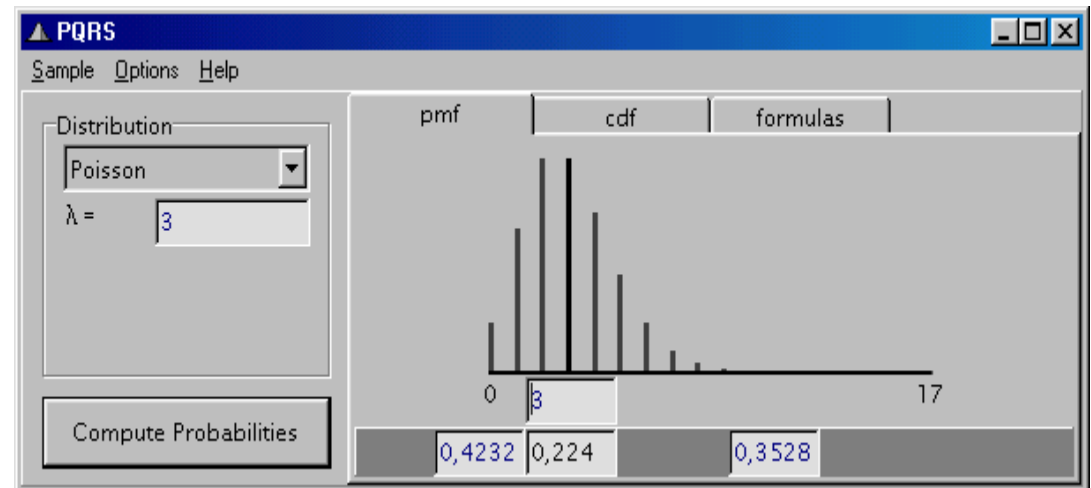 PQRS
Sample Options Help
Distribution
Poisson
λ = 3
Compute Probabilities
pmf cdf formulas
0 17
3
0,4232 0,224 0,3528